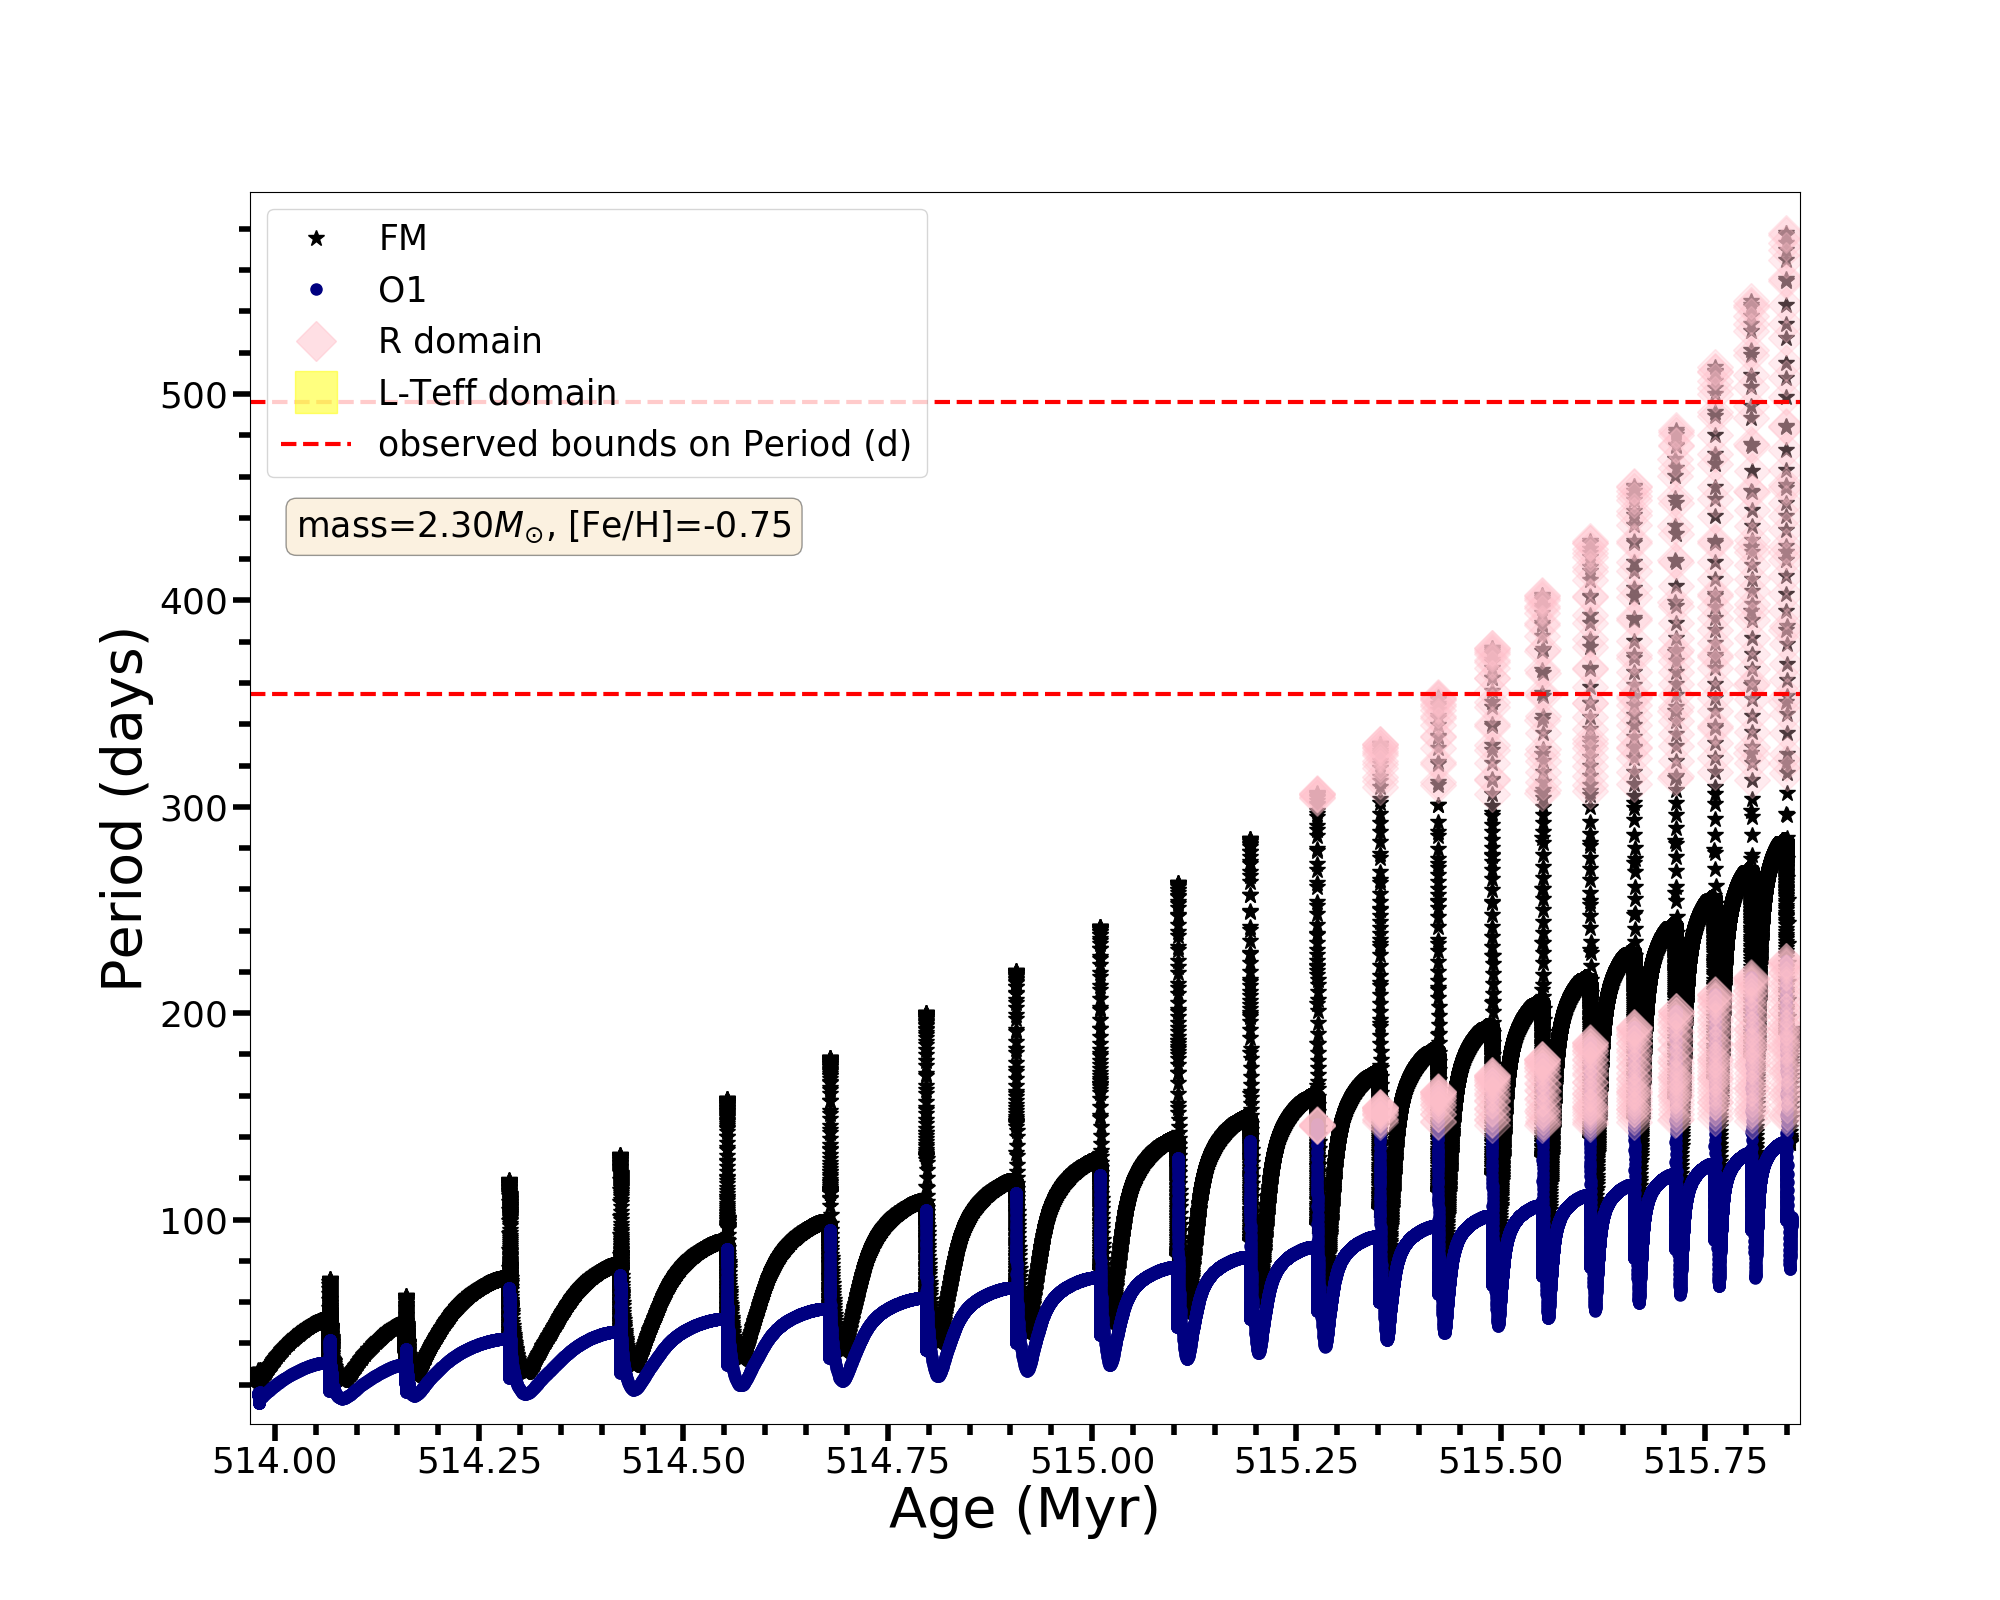 FM
O1
R domain
L-Teff domain
observed bounds on Period (d)
mass=2.30M⊙, [Fe/H]=-0.75
500
400
300
200
100
Period (days)
514.00 514.25 514.50 514.75 515.00 515.25 515.50 515.75
Age (Myr)